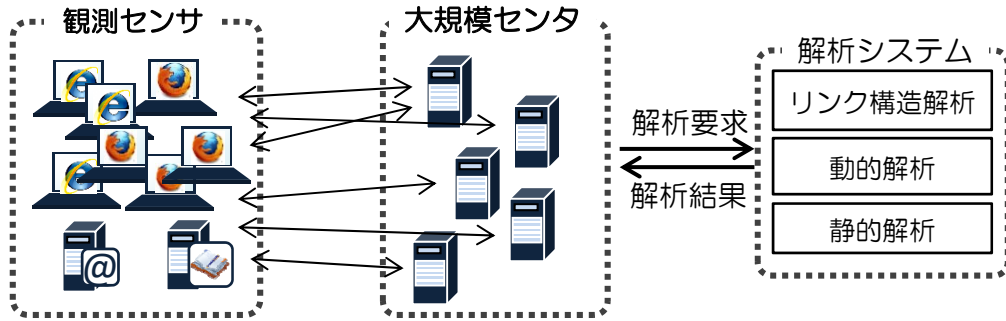 観測センサ
大規模センタ
解析システム
リンク構造解析
解析要求
動的解析
解析結果
静的解析
@